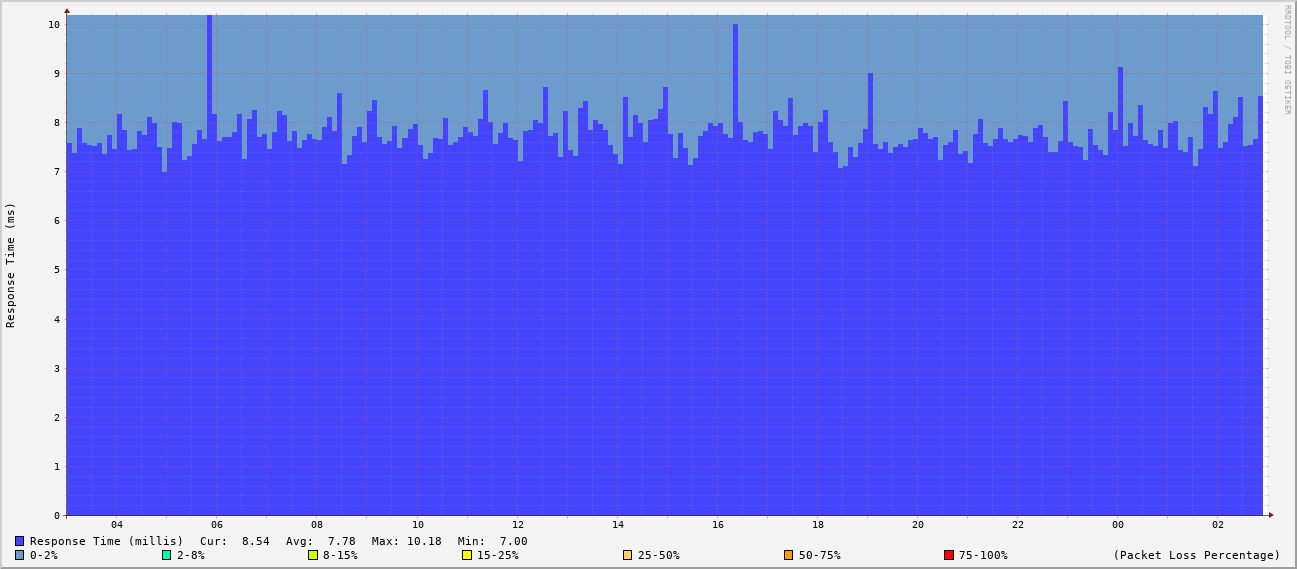 RRDTOOL / TOBI OETIKER
Response Time (ms)
10
9
8
7
6
5
4
3
2
1
0
04 06 08 10 12 14 16 18 20 22 00 02
Response Time (millis) Cur: 8.54 Avg: 7.78 Max: 10.18 Min: 7.00
0-2% 2-8% 8-15% 15-25% 25-50% 50-75% 75-100% (Packet Loss Percentage)